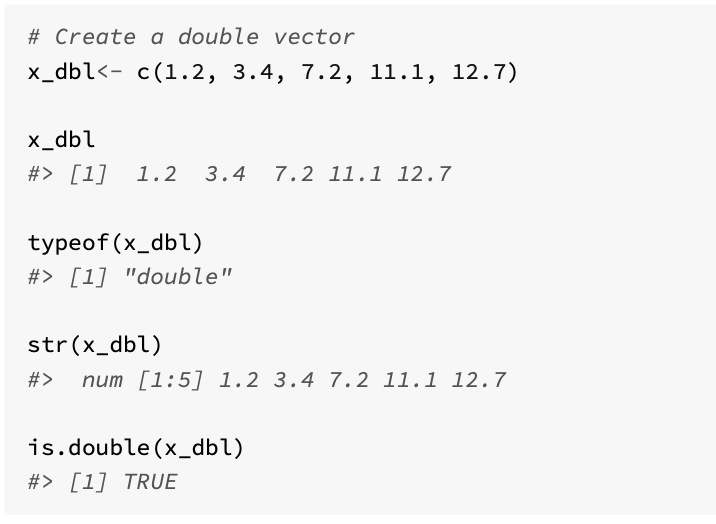 # Create a double vector
x_dbl<- c(1.2, 3.4, 7.2, 11.1, 12.7)
x_dbl
#> [1]  1.2  3.4  7.2 11.1 12.7
typeof(x_dbl)
#> [1] "double"
str(x_dbl)
#>  num [1:5] 1.2 3.4 7.2 11.1 12.7
is.double(x_dbl)
#> [1] TRUE